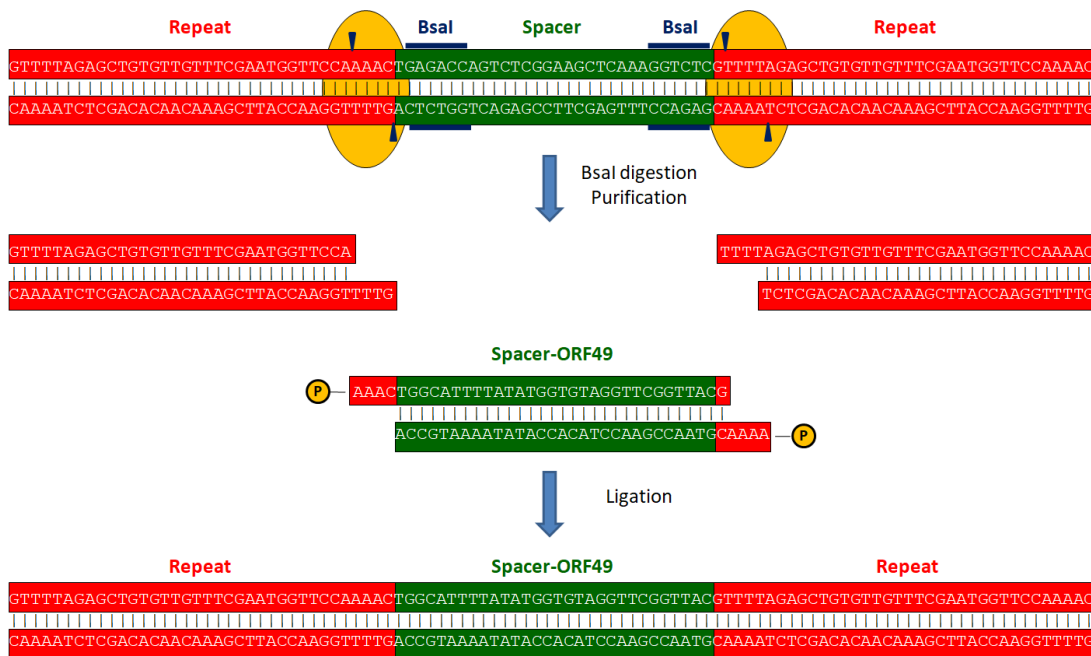 Repeat BsaI Spacer BsaI Repeat
GTTTTAGAGCTGTGTTGTTTCGAATGGTTCCAAAACTGAGACCAGTCTCGGAAGCTCAAAGGTCTCGTTTTAGAGCTGTGTTGTTTCGAATGGTTCCAAAAC
CAAAATCTCGACACAACAAAGCTTACCAAGGTTTTGACTCTGGTCAGAGCCTTCGAGTTTCCAGAGCAAAATCTCGACACAACAAAGCTTACCAAGGTTTTG
BsaI digestion
Purification
GTTTTAGAGCTGTGTTGTTTCGAATGGTTCCA TTTTAGAGCTGTGTTGTTTCGAATGGTTCCAAAAC
CAAAATCTCGACACAACAAAGCTTACCAAGGTTTTG TCTCGACACAACAAAGCTTACCAAGGTTTTG
Spacer-ORF49
P AAACTGGCATTTTATATGGTGTAGGTTCGGTTACG
ACCGTAAAATATACCACATCCAAGCCAATGCAAAA P
Ligation
Repeat Spacer-ORF49 Repeat
GTTTTAGAGCTGTGTTGTTTCGAATGGTTCCAAAACTGGCATTTTATATGGTGTAGGTTCGGTTACGTTTTAGAGCTGTGTTGTTTCGAATGGTTCCAAAAC
CAAAATCTCGACACAACAAAGCTTACCAAGGTTTTGACCGTAAAATATACCACATCCAAGCCAATGCAAAATCTCGACACAACAAAGCTTACCAAGGTTTTG